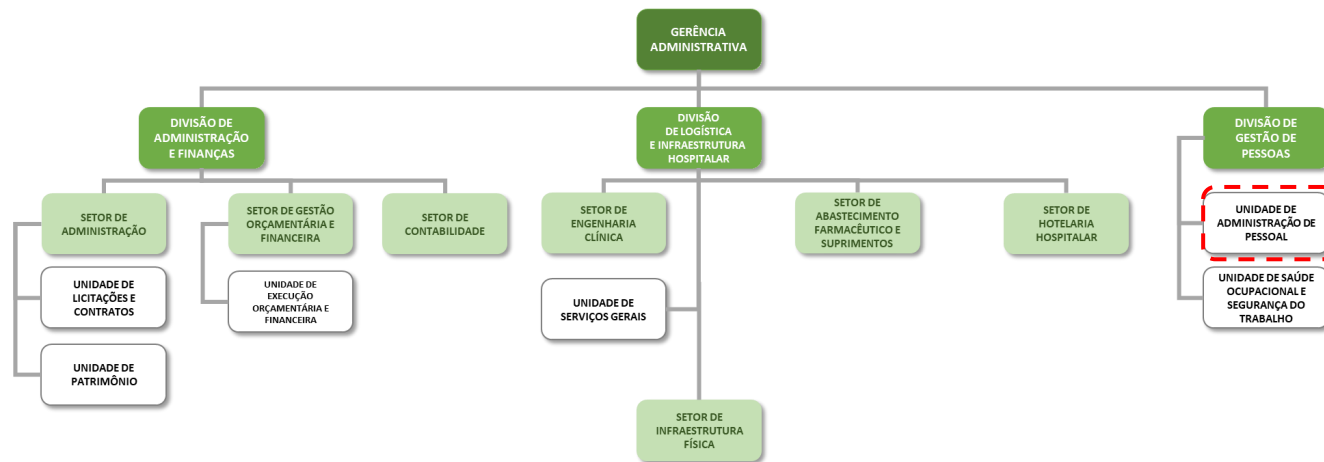 GERÊNCIA
ADMINISTRATIVA
DIVISÃO DE
ADMINISTRAÇÃO
E FINANÇAS
DIVISÃO
DE LOGÍSTICA
E INFRAESTRUTURA
HOSPITALAR
DIVISÃO DE
GESTÃO DE
PESSOAS
SETOR DE
ADMINISTRAÇÃO
SETOR DE GESTÃO
ORÇAMENTÁRIA E
FINANCEIRA
SETOR DE
CONTABILIDADE
SETOR DE
ENGENHARIA
CLÍNICA
SETOR DE
ABASTECIMENTO
FARMACÊUTICO E
SUPRIMENTOS
SETOR DE
HOTELARIA
HOSPITALAR
UNIDADE DE
ADMINISTRAÇÃO DE
PESSOAL
UNIDADE DE
LICITAÇÕES E
CONTRATOS
UNIDADE DE
EXECUÇÃO
ORÇAMENTÁRIA E
FINANCEIRA
UNIDADE DE
SERVIÇOS GERAIS
UNIDADE DE SAÚDE
OCUPACIONAL E
SEGURANÇA DO
TRABALHO
UNIDADE DE
PATRIMÔNIO
SETOR DE
INFRAESTRUTURA
FÍSICA